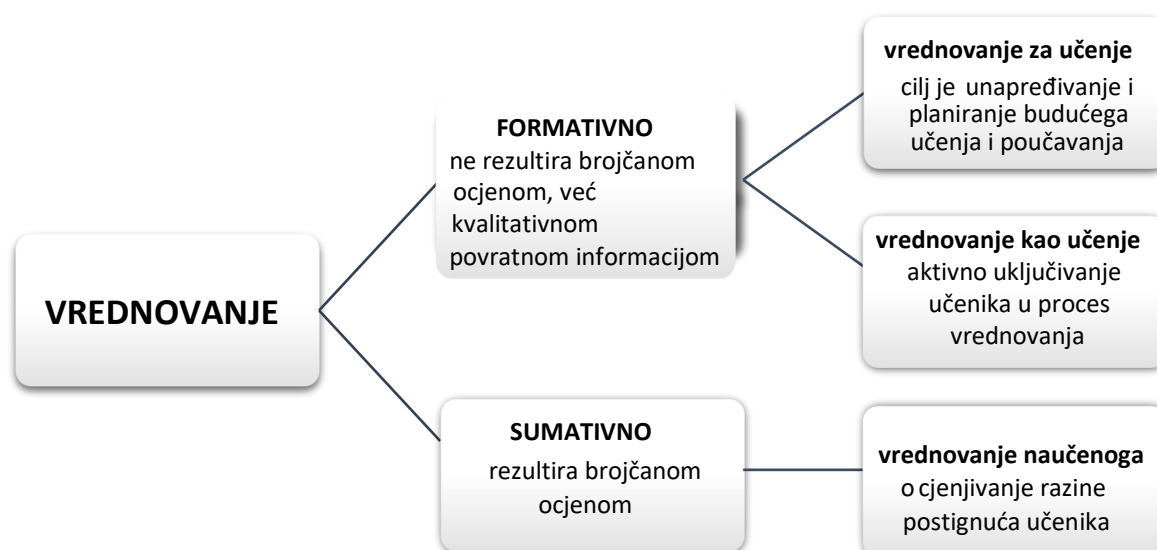 VREDNOVANJE
FORMATIVNO
ne rezultira brojčanom
ocjenom, već
kvalitativnom
povratnom informacijom
SUMATIVNO
rezultira brojčanom
ocjenom
vrednovanje za učenje
cilj je unapređivanje i
planiranje budućega
učenja i poučavanja
vrednovanje kao učenje
aktivno uključivanje
učenika u proces
vrednovanja
vrednovanje naučenoga
o cjenjivanje razine
postignuća učenika